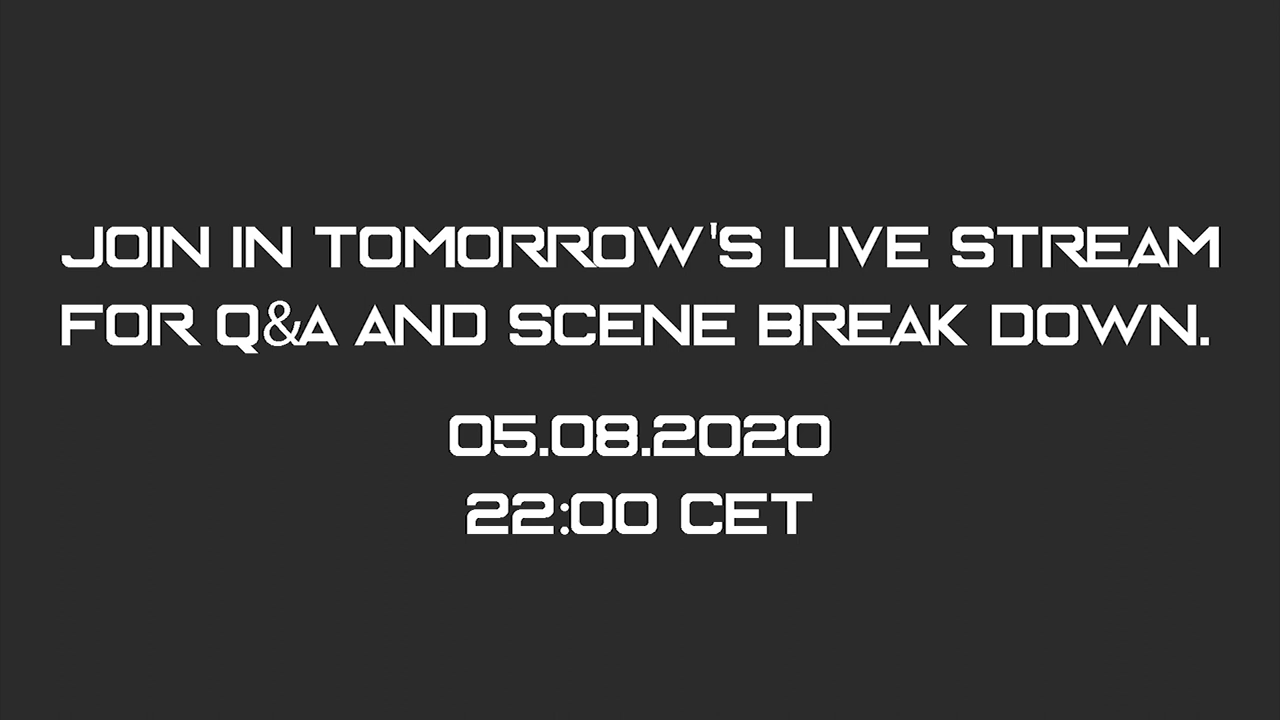 JOIN IN TOMORROW'S LIVE STREAM
FOR Q&A AND SCENE BREAK DOWN.
05.08.2020
22:00 CET